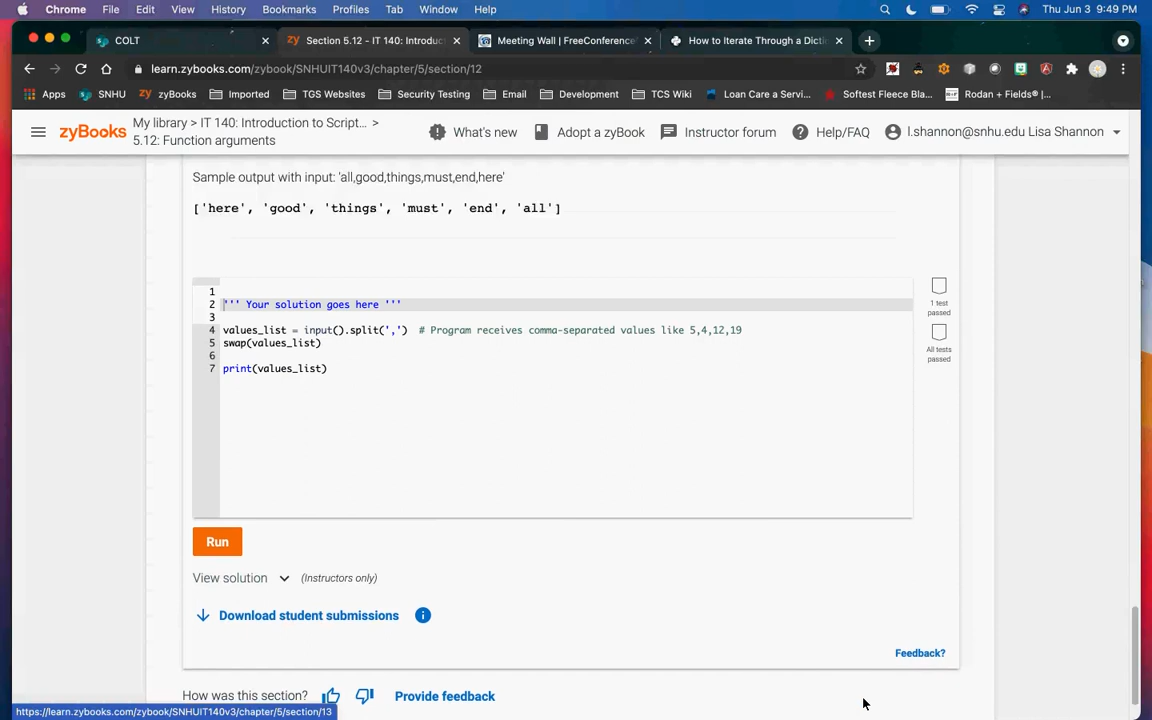 Chrome File Edit View History Bookmarks Profiles Tab Window Help Thu Jun 3 9:49 PM
COLT × Section 5.12 - IT 140: Introduc × Meeting Wall | FreeConference × How to Iterate Through a Dicti ×
learn.zybooks.com/zybook/SNHUIT140v3/chapter/5/section/12
Apps SNHU zyBooks Imported TGS Websites Security Testing Email Development TCS Wiki Loan Care a Servi... Softest Fleece Bla... Rodan + Fields® |...
zyBooks My library > IT 140: Introduction to Script... >
5.12: Function arguments
What's new Adopt a zyBook Instructor forum Help/FAQ l.shannon@snhu.edu Lisa Shannon
Sample output with input: 'all,good,things,must,end,here'
['here', 'good', 'things', 'must', 'end', 'all']
1
2 ''' Your solution goes here '''
3
4 values_list = input().split(',') # Program receives comma-separated values like 5,4,12,19
5 swap(values_list)
6
7 print(values_list)
1 test
passed
All tests
passed
Run
View solution (Instructors only)
Download student submissions
Feedback?
How was this section? Provide feedback
https://learn.zybooks.com/zybook/SNHUIT140v3/chapter/5/section/13